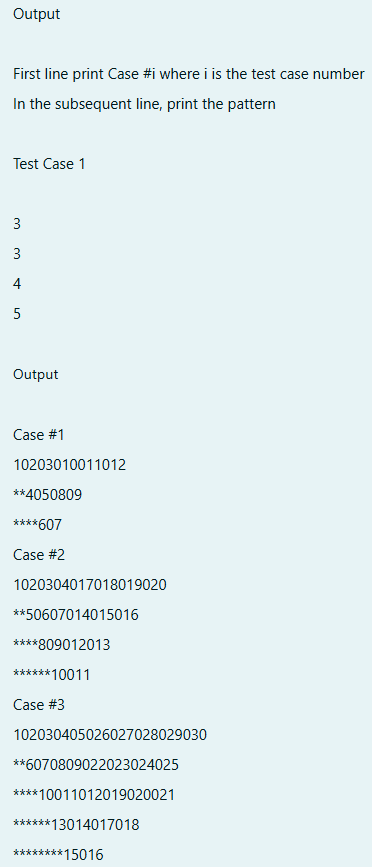 Output
First line print Case #i where i is the test case number
In the subsequent line, print the pattern
Test Case 1
3
3
4
5
Output
Case #1
10203010011012
**4050809
****607
Case #2
1020304017018019020
**50607014015016
****809012013
******10011
Case #3
102030405026027028029030
**6070809022023024025
****10011012019020021
******13014017018
********15016